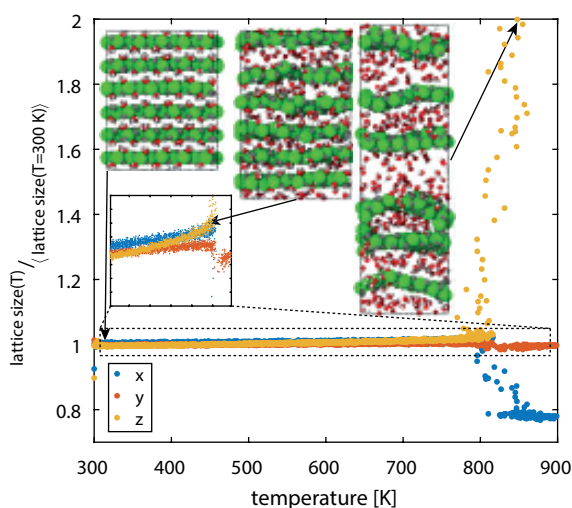 2
1.8
1.6
1.4
1.2
1
0.8
lattice size(T)/⟨lattice size(T=300 K)⟩
x
y
z
300 400 500 600 700 800 900
temperature [K]